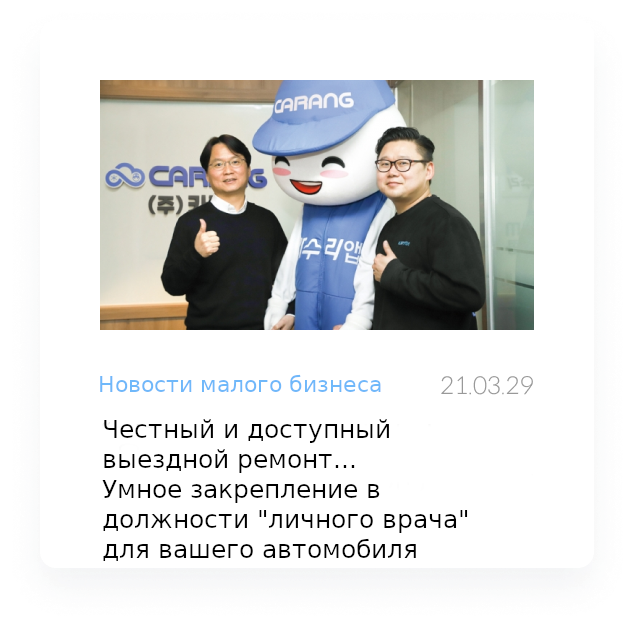 CARANG
CARANG
(주)카
수리앱
Новости малого бизнеса
21.03.29
Честный и доступный
выездной ремонт...
Умное закрепление в
должности "личного врача"
для вашего автомобиля